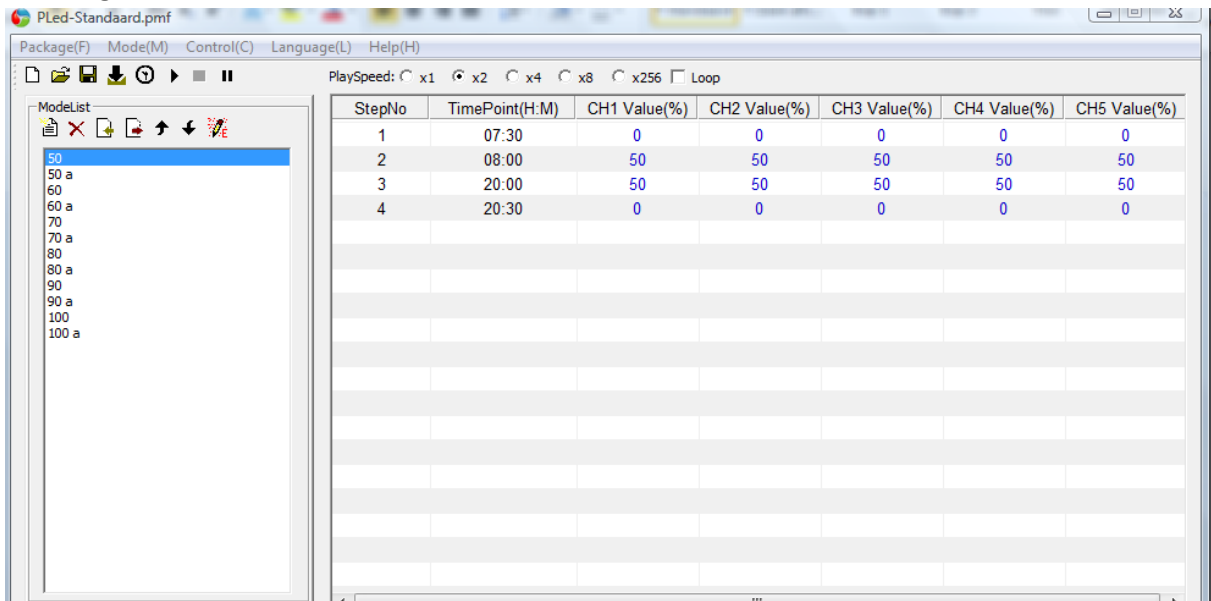 PLed-Standaard.pmf
Package(F) Mode(M) Control(C) Language(L) Help(H)
PlaySpeed: x1 x2 x4 x8 x256 Loop
ModeList
50
50 a
60
60 a
70
70 a
80
80 a
90
90 a
100
100 a
StepNo TimePoint(H:M) CH1 Value(%) CH2 Value(%) CH3 Value(%) CH4 Value(%) CH5 Value(%)
1 07:30 0 0 0 0 0
2 08:00 50 50 50 50 50
3 20:00 50 50 50 50 50
4 20:30 0 0 0 0 0